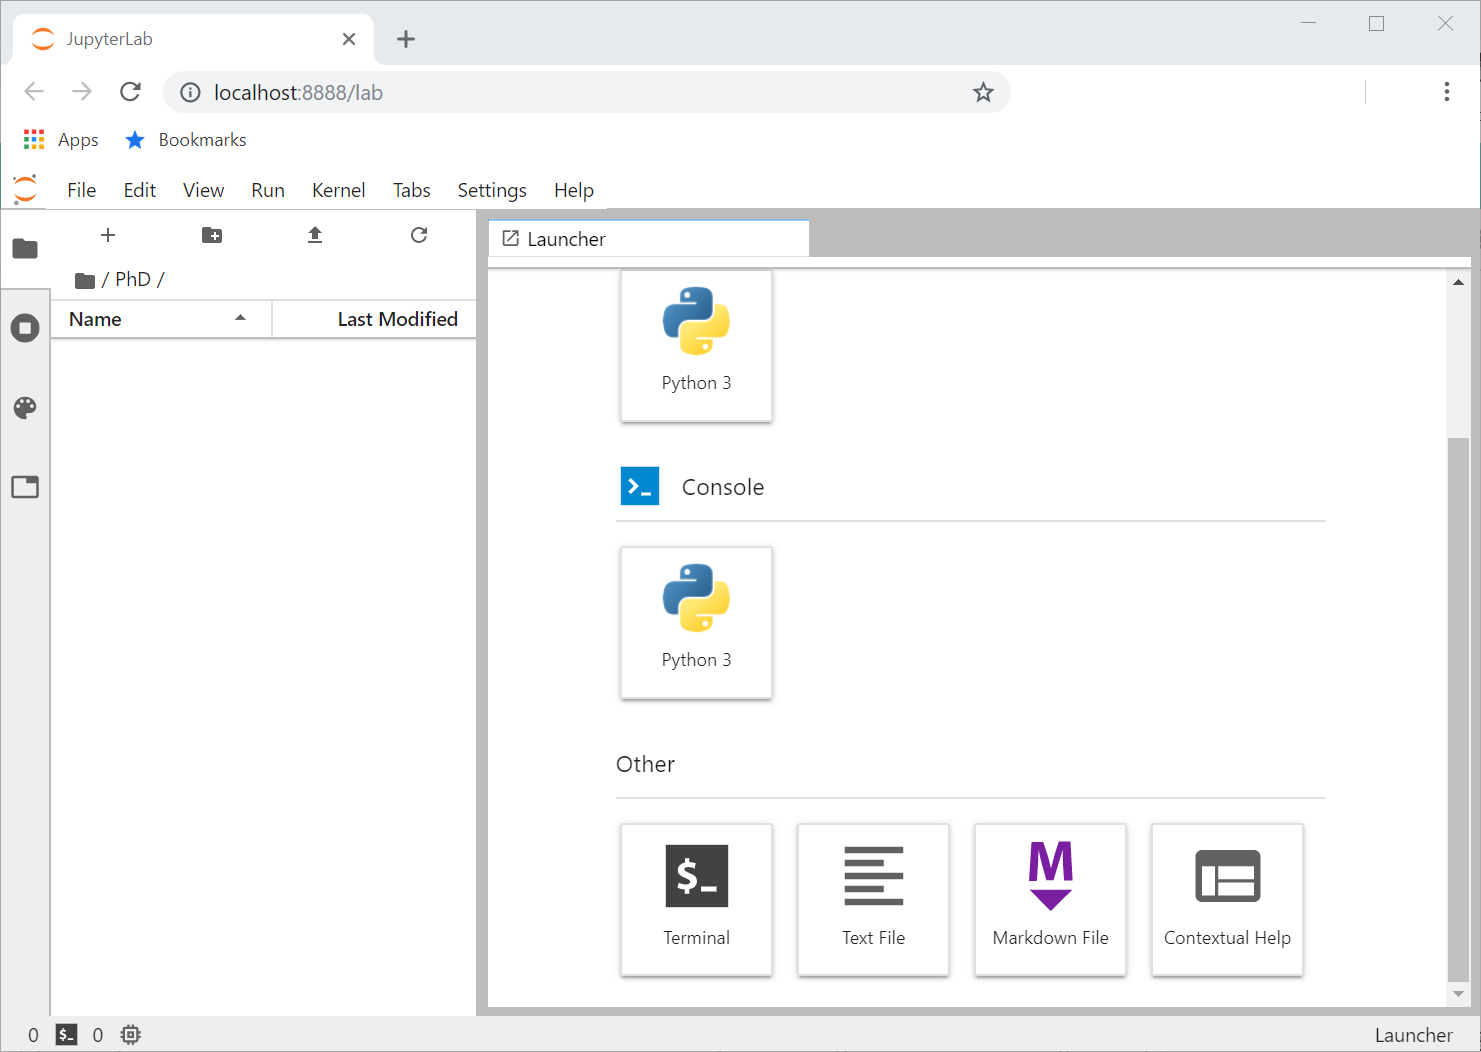 JupyterLab
localhost:8888/lab
Apps Bookmarks
File Edit View Run Kernel Tabs Settings Help
/ PhD /
Name Last Modified
Launcher
Python 3
Console
Python 3
Other
$_ M
Terminal Text File Markdown File Contextual Help
0 $_ 0 Launcher